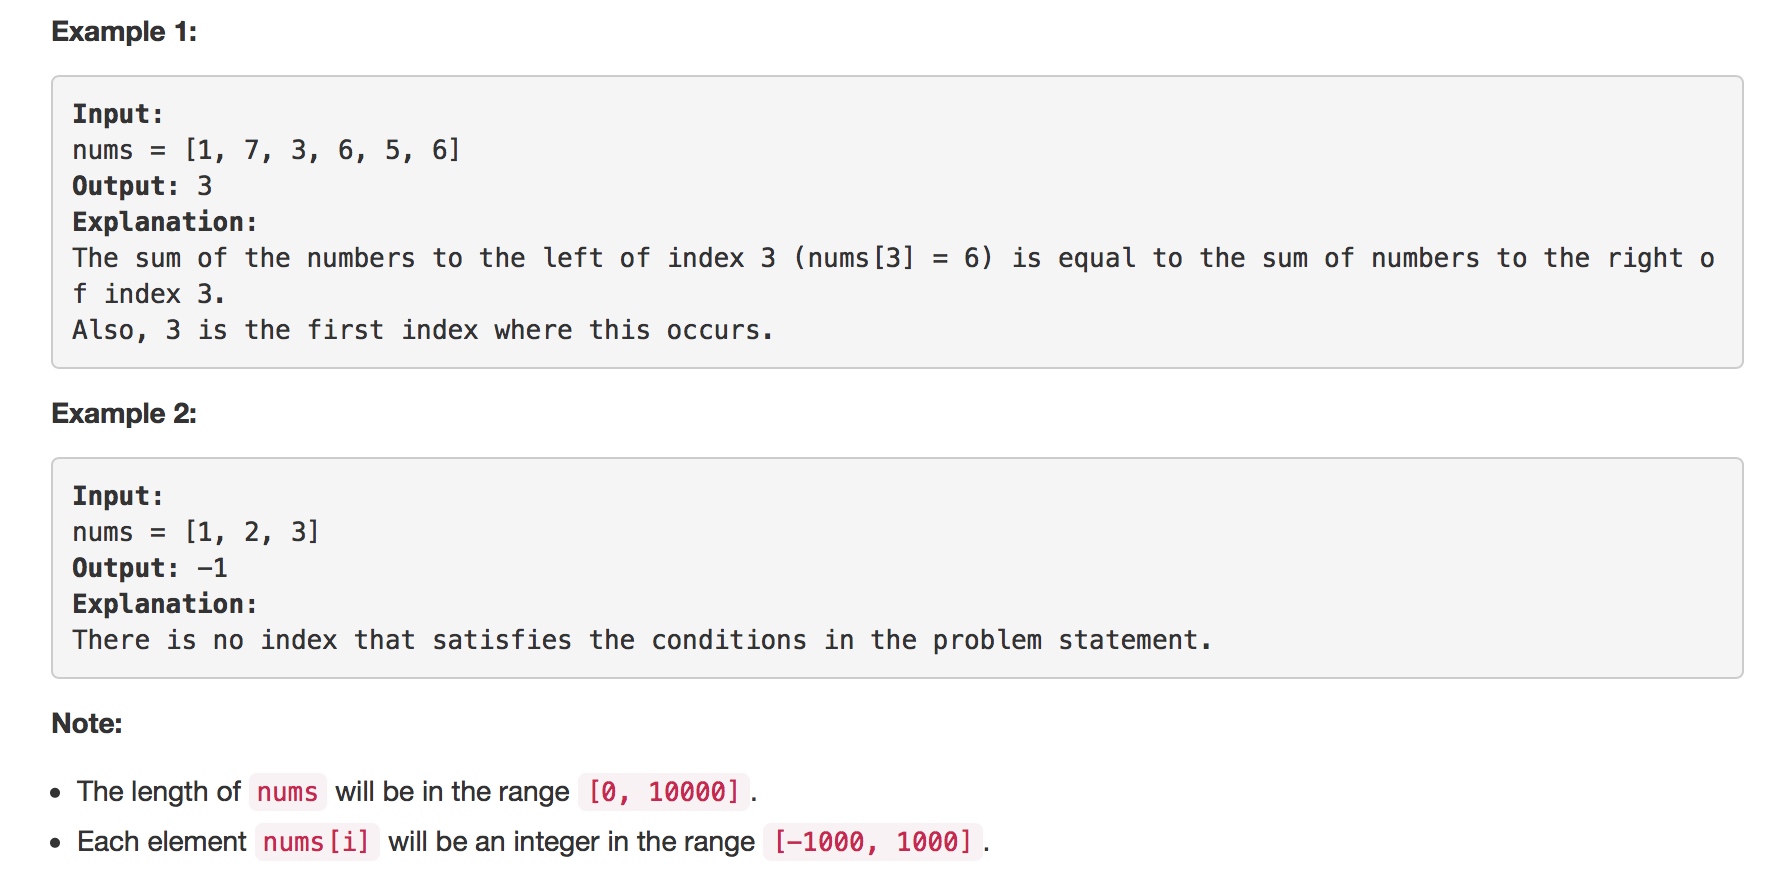 Example 1:
Input:
nums = [1, 7, 3, 6, 5, 6]
Output: 3
Explanation:
The sum of the numbers to the left of index 3 (nums[3] = 6) is equal to the sum of numbers to the right o
f index 3.
Also, 3 is the first index where this occurs.
Example 2:
Input:
nums = [1, 2, 3]
Output: -1
Explanation:
There is no index that satisfies the conditions in the problem statement.
Note:
• The length of nums will be in the range [0, 10000].
• Each element nums[i] will be an integer in the range [-1000, 1000].